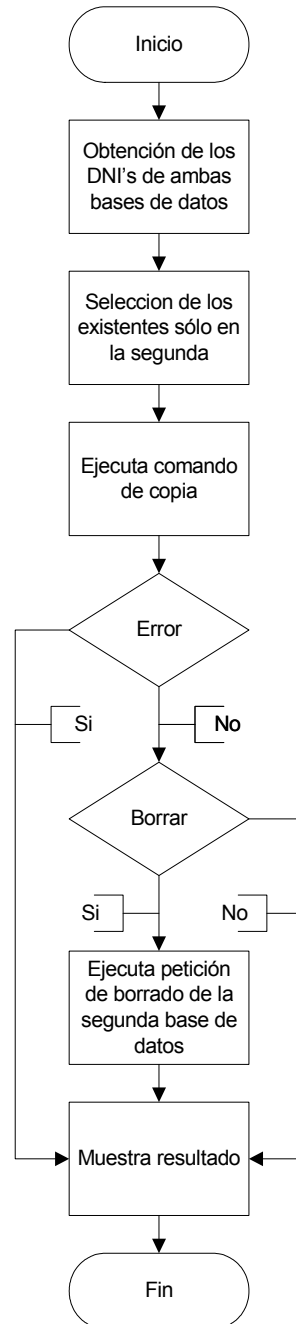 Inicio
Obtención de los
DNI's de ambas
bases de datos
Seleccion de los
existentes sólo en
la segunda
Ejecuta comando
de copia
Error
Si
No
Borrar
Si
No
Ejecuta petición
de borrado de la
segunda base de
datos
Muestra resultado
Fin